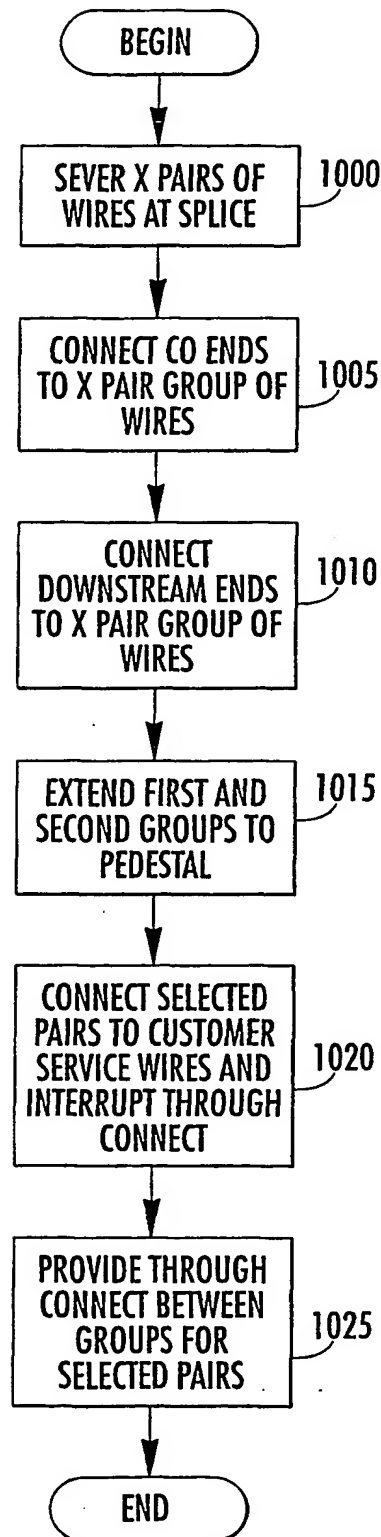 BEGIN
SEVER X PAIRS OF
WIRES AT SPLICE
1000
CONNECT CO ENDS
TO X PAIR GROUP OF
WIRES
1005
CONNECT
DOWNSTREAM ENDS
TO X PAIR GROUP OF
WIRES
1010
EXTEND FIRST AND
SECOND GROUPS TO
PEDESTAL
1015
CONNECT SELECTED
PAIRS TO CUSTOMER
SERVICE WIRES AND
INTERRUPT THROUGH
CONNECT
1020
PROVIDE THROUGH
CONNECT BETWEEN
GROUPS FOR
SELECTED PAIRS
1025
END